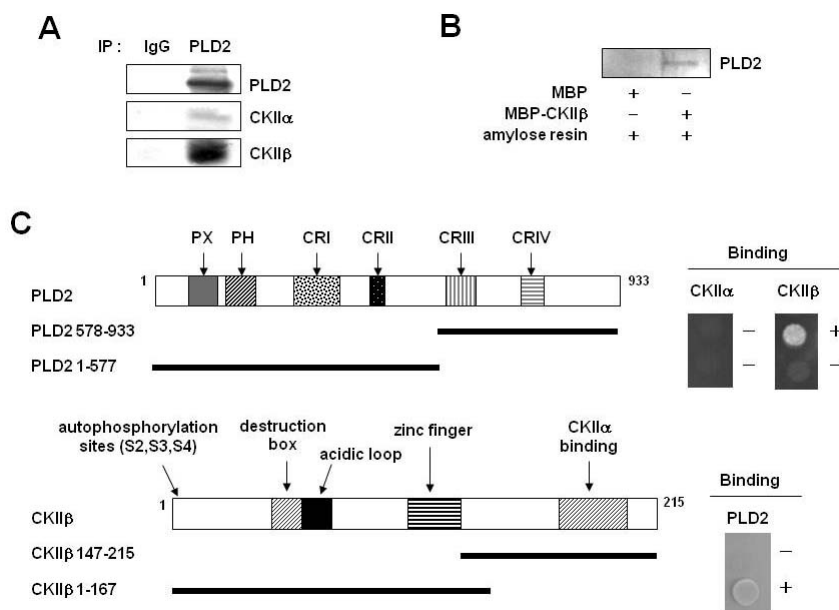 A
IP : IgG PLD2
PLD2
CKIIα
CKIIβ
B
PLD2
MBP + −
MBP-CKIIβ − +
amylose resin + +
C
PX PH CRI CRII CRIII CRIV
1 933
PLD2
PLD2 578-933
PLD2 1-577
Binding
CKIIα CKIIβ
− +
− −
autophosphorylation
sites (S2,S3,S4)
destruction
box
acidic loop
zinc finger
CKIIα
binding
1 215
CKIIβ
CKIIβ 147-215
CKIIβ 1-167
Binding
PLD2
−
+